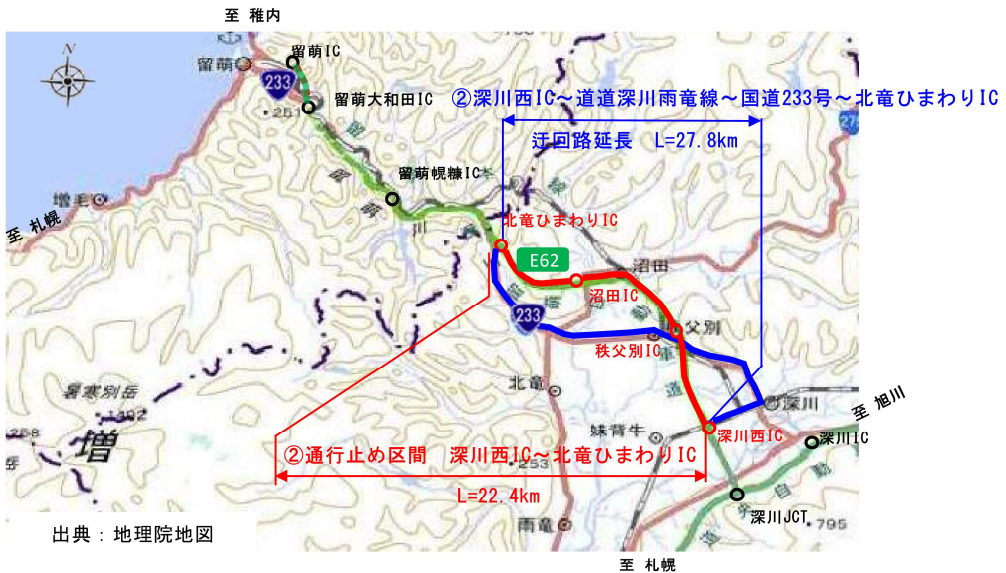 至 稚内
N
留萌IC
留萌
233
留萌大和田IC
251
②深川西IC～道道深川雨竜線～国道233号～北竜ひまわりIC
迂回路延長 L=27.8km
留萌幌糠IC
増毛
至 札幌
北竜ひまわりIC
E62
沼田
沼田IC
233
秩父別IC
父別
北竜
暑寒別岳
深川
至 旭川
妹背牛
深川西IC
深川IC
258
増
②通行止め区間 深川西IC～北竜ひまわりIC
253
L=22.4km
深川JCT
795
雨竜
出典：地理院地図
至 札幌